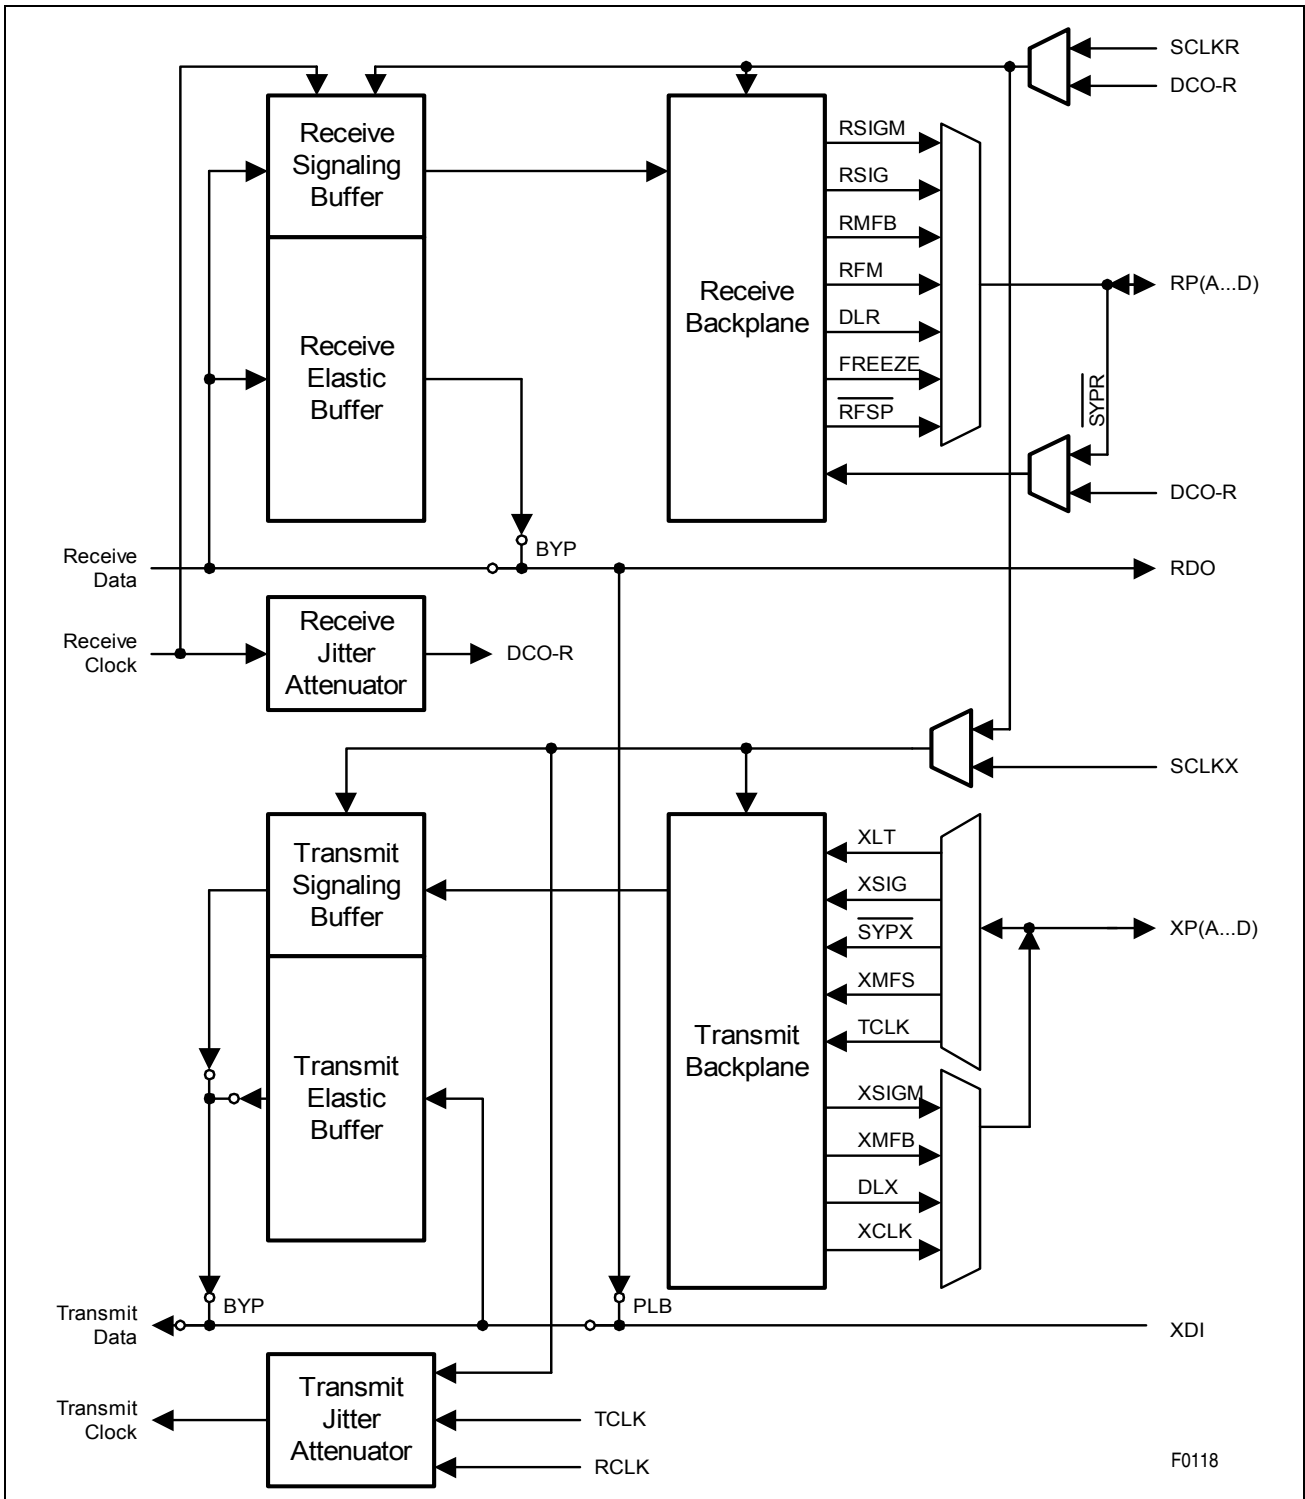 SCLKR
DCO-R
Receive
Signaling
Buffer
RSIGM
RSIG
RMFB
RFM
DLR
FREEZE
RFSP
Receive
Backplane
RP(A...D)
Receive
Elastic
Buffer
SYPR
DCO-R
BYP
Receive
Data
RDO
Receive
Clock
Receive
Jitter
Attenuator
DCO-R
SCLKX
Transmit
Signaling
Buffer
XLT
XSIG
SYPX
XMFS
TCLK
XP(A...D)
Transmit
Backplane
Transmit
Elastic
Buffer
XSIGM
XMFB
DLX
XCLK
BYP
PLB
Transmit
Data
XDI
Transmit
Clock
Transmit
Jitter
Attenuator
TCLK
RCLK
F0118